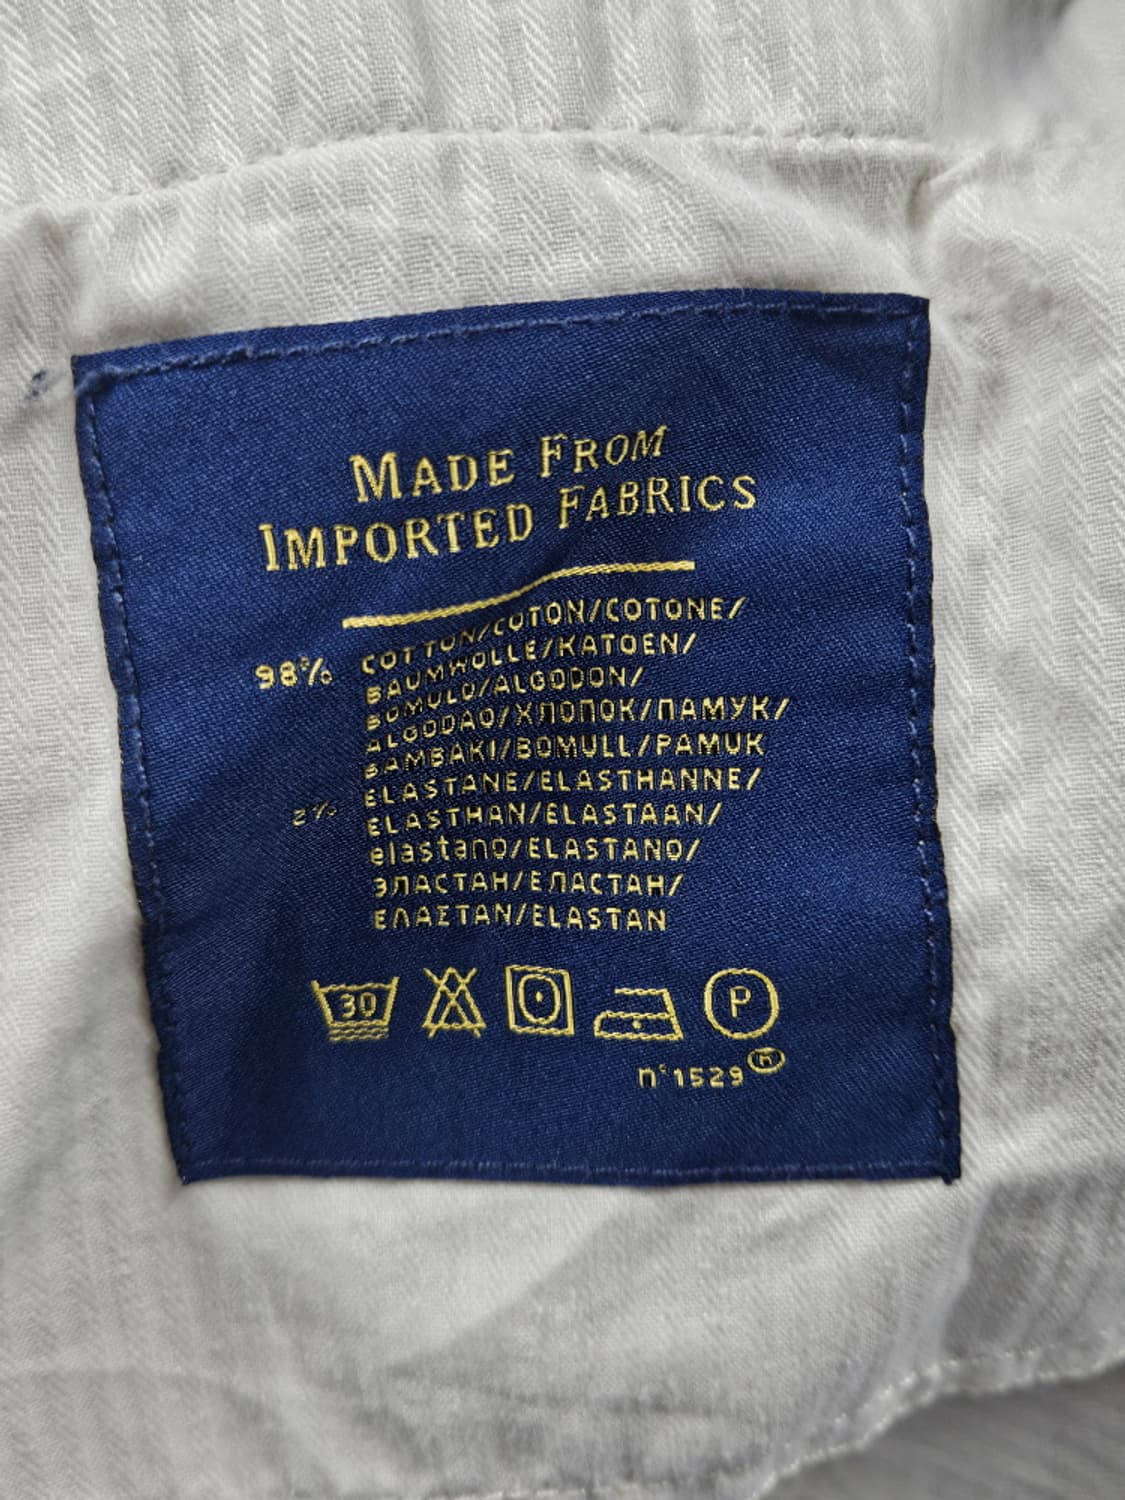 MADE FROM
IMPORTED FABRICS
98% COTTON/COTON/COTONE/
BAUMWOLLE/KATOEN/
BOMULD/ALGODON/
ALGODAO/ХЛОПОК/ПАМУК/
BAMBAKI/BOMULL/PAMUK
2% ELASTANE/ELASTHANNE/
ELASTHAN/ELASTAAN/
elastano/ELASTANO/
ЭЛАСТАН/ЕЛАСТАН/
ΕΛΑΣΤΑΝ/ELASTAN
30 P
n°1529